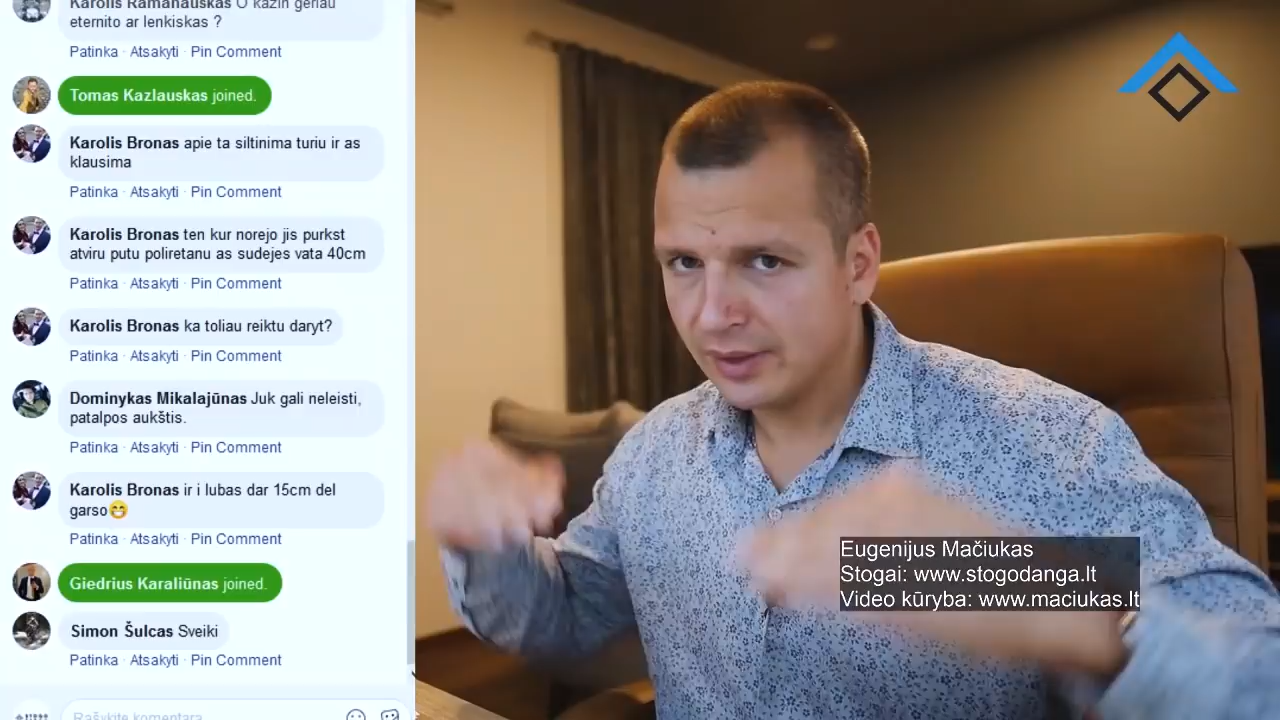 Karolis Ramanauskas O kazin geriau
eternito ar lenkiskas ?
Patinka · Atsakyti · Pin Comment
Tomas Kazlauskas joined.
Karolis Bronas apie ta siltinima turiu ir as
klausima
Patinka · Atsakyti · Pin Comment
Karolis Bronas ten kur norejo jis purkst
atviru putu poliretanu as sudejes vata 40cm
Patinka · Atsakyti · Pin Comment
Karolis Bronas ka toliau reiktu daryt?
Patinka · Atsakyti · Pin Comment
Dominykas Mikalajūnas Juk gali neleisti,
patalpos aukštis.
Patinka · Atsakyti · Pin Comment
Karolis Bronas ir i lubas dar 15cm del
garso😁
Patinka · Atsakyti · Pin Comment
Giedrius Karaliūnas joined.
Simon Šulcas Sveiki
Patinka · Atsakyti · Pin Comment
Rašykite komentarą
Eugenijus Mačiukas
Stogai: www.stogodanga.lt
Video kūryba: www.maciukas.lt